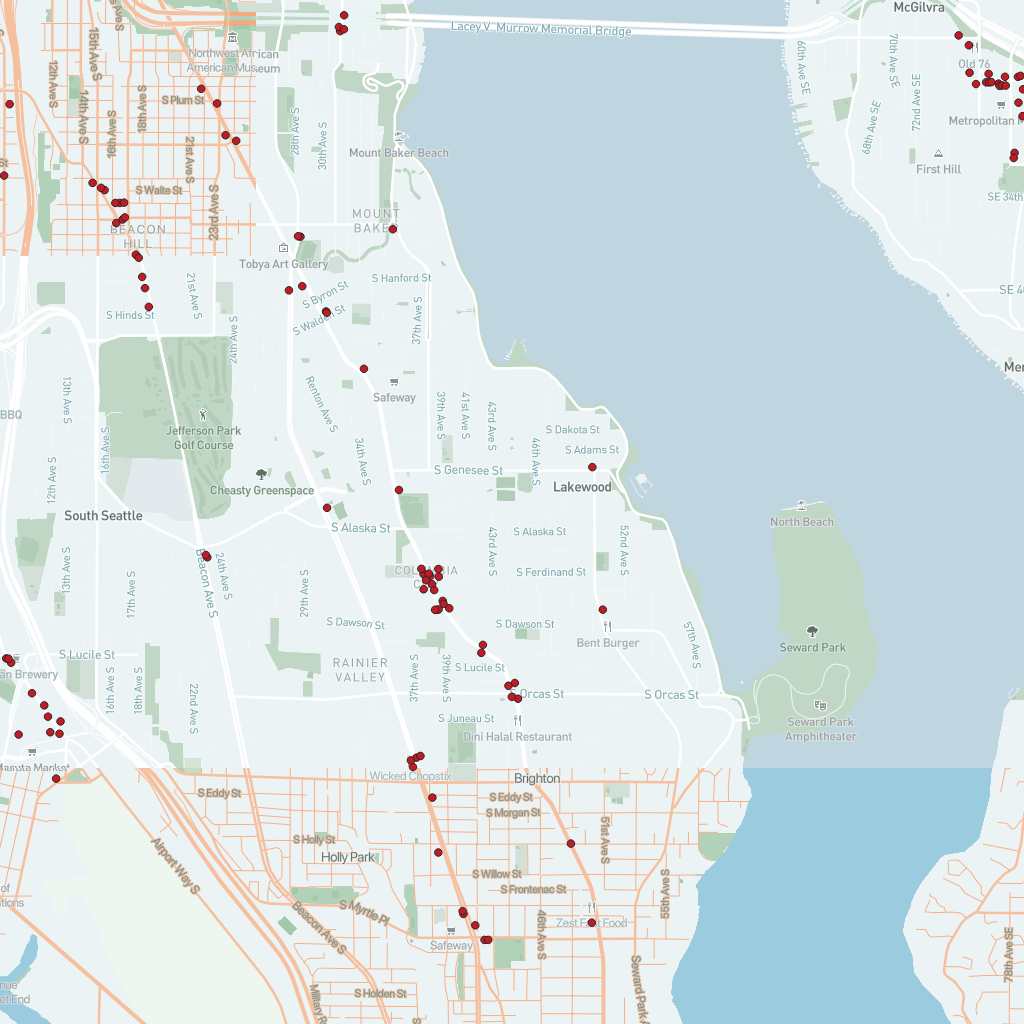 Lacey V. Murrow Memorial Bridge
McGilvra
15th Ave S
Northwest African
American Museum
12th Ave S
60th Ave SE
70th Ave SE
Old 76
14th Ave S
18th Ave S
S Plum St
72nd Ave SE
16th Ave S
28th Ave S
30th Ave S
68th Ave SE
Metropolitan M
21st Ave S
Mount Baker Beach
First Hill
S Waite St
SE 34th
23rd Ave S
MOUNT
BAKER
BEACON
HILL
Tobya Art Gallery
S Hanford St
21st Ave S
S Byron St
SE 40
S Hinds St
S Walden St
37th Ave S
24th Ave S
Mer
13th Ave S
Safeway
Renton Ave S
39th Ave S
41st Ave S
43rd Ave S
BBQ
Jefferson Park
Golf Course
S Dakota St
16th Ave S
34th Ave S
46th Ave S
S Adams St
12th Ave S
S Genesee St
Cheasty Greenspace
Lakewood
South Seattle
North Beach
S Alaska St
S Alaska St
43rd Ave S
52nd Ave S
13th Ave S
Beacon Ave S
24th Ave S
COLUMBIA
S Ferdinand St
17th Ave S
29th Ave S
S Dawson St
S Dawson St
Bent Burger
57th Ave S
Seward Park
S Lucile St
RAINIER
VALLEY
39th Ave S
37th Ave S
S Lucile St
an Brewery
16th Ave S
18th Ave S
22nd Ave S
S Orcas St
S Orcas St
S Juneau St
Dini Halal Restaurant
Seward Park
Amphitheater
Wicked Chopstix
Brighton
S Eddy St
S Eddy St
S Morgan St
S Holly St
Holly Park
51st Ave S
Airport Way S
S Willow St
S Frontenac St
55th Ave S
S Myrtle Pl
Beacon Ave S
46th Ave S
Zest Fast Food
Safeway
78th Ave SE
Seward Park A
Military R
S Holden St